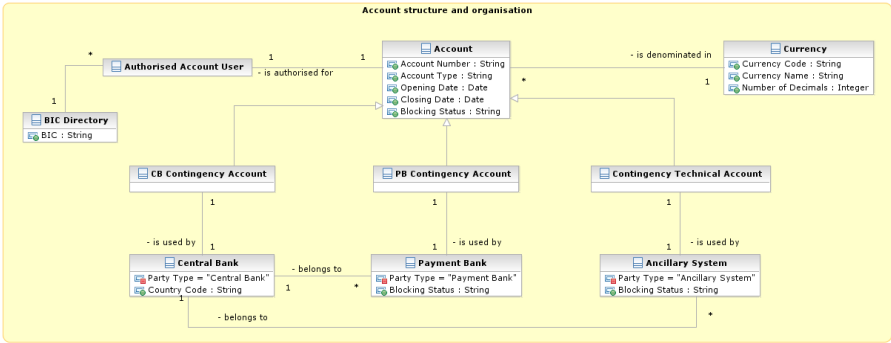 Account structure and organisation
Account
Account Number : String
Account Type : String
Opening Date : Date
Closing Date : Date
Blocking Status : String
Currency
Currency Code : String
Currency Name : String
Number of Decimals : Integer
- is denominated in
*
1
Authorised Account User
1
1
- is authorised for
*
1
BIC Directory
BIC : String
CB Contingency Account
PB Contingency Account
Contingency Technical Account
1
1
1
- is used by
1
1
- is used by
1
- is used by
Central Bank
Party Type = "Central Bank"
Country Code : String
- belongs to
1
*
Payment Bank
Party Type = "Payment Bank"
Blocking Status : String
Ancillary System
Party Type = "Ancillary System"
Blocking Status : String
1
- belongs to
*